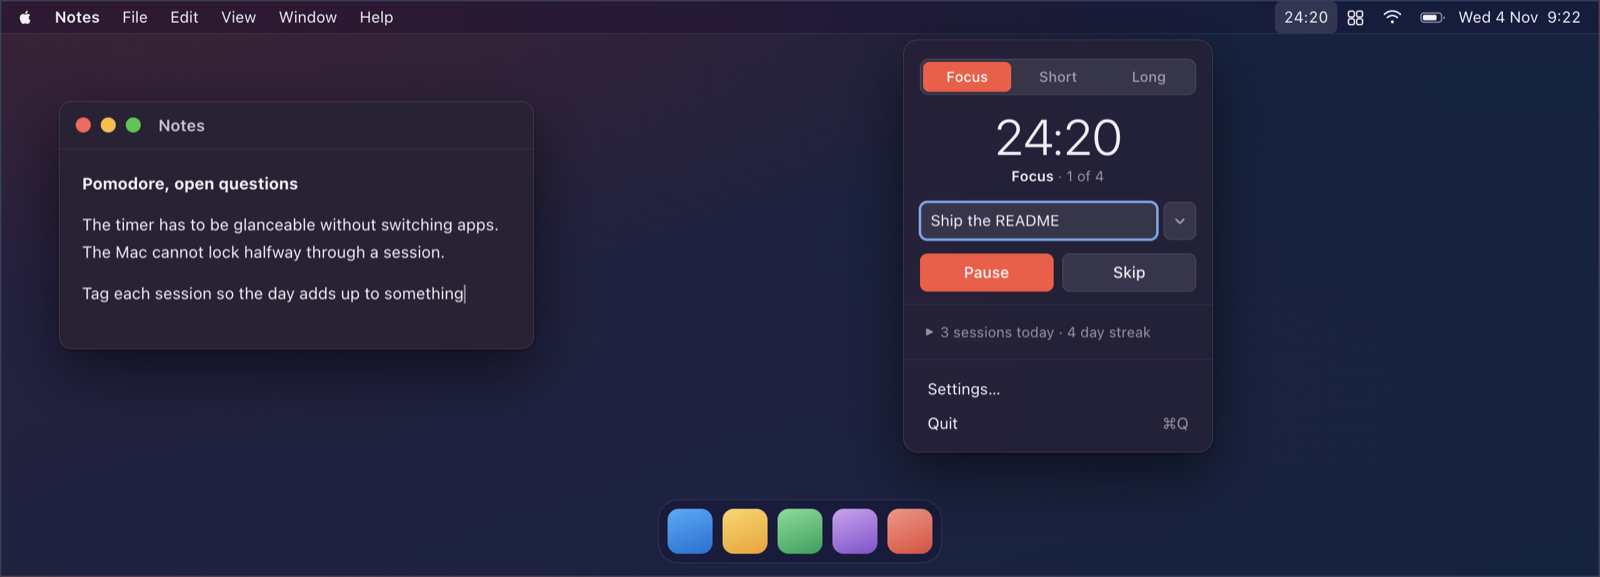 Notes File Edit View Window Help 24:20 Wed 4 Nov 9:22
Notes
Pomodore, open questions
The timer has to be glanceable without switching apps.
The Mac cannot lock halfway through a session.
Tag each session so the day adds up to something
Focus Short Long
24:20
Focus · 1 of 4
Ship the README
Pause Skip
3 sessions today · 4 day streak
Settings...
Quit ⌘Q